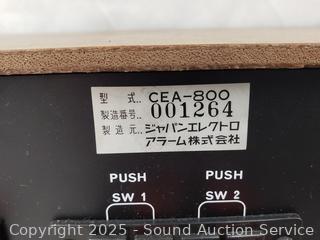 型 式.. CEA-800
製造番号.. 001264
製造元.. ジャパンエレクトロ
アラーム株式会社
PUSH PUSH
SW 1 SW 2
Copyright 2025 - Sound Auction Service